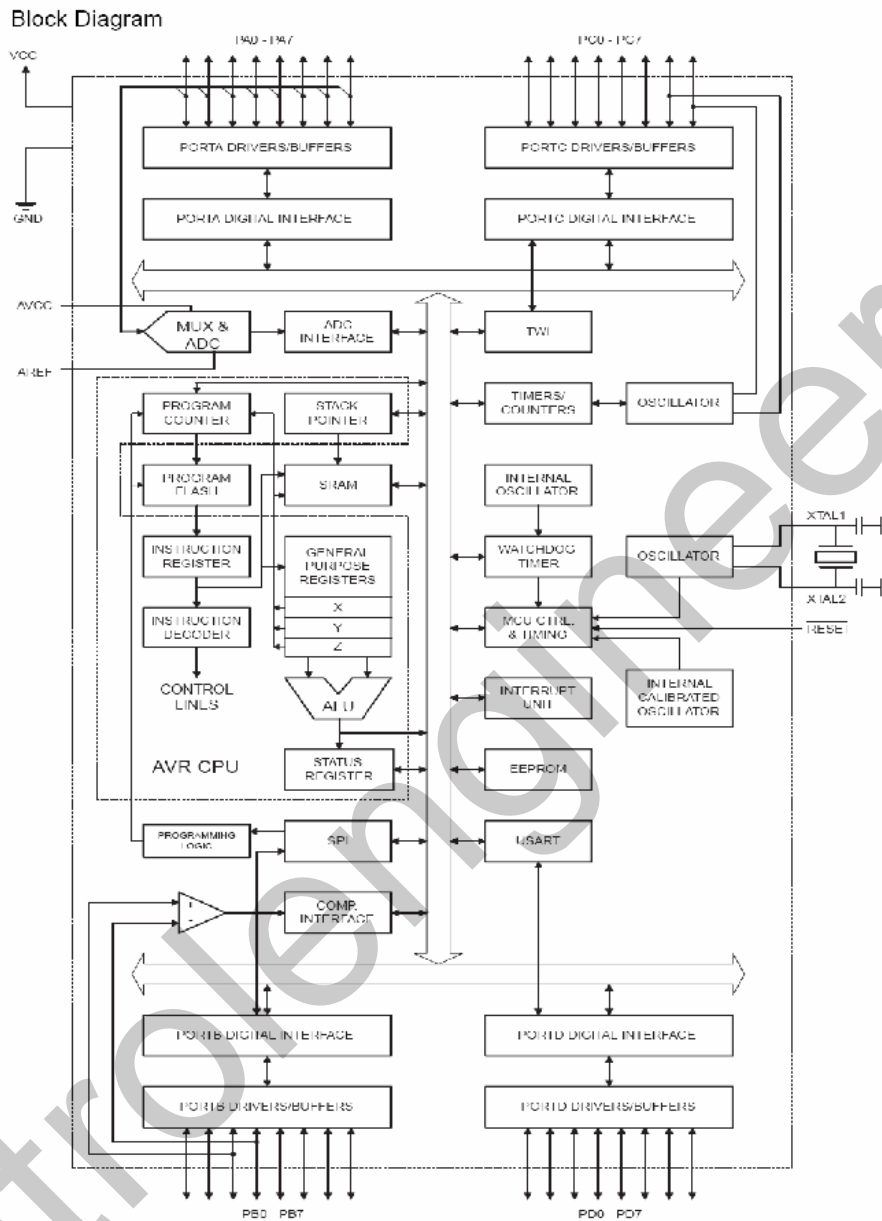 Block Diagram
PA0 - PA7
PC0 - PC7
VCC
PORTA DRIVERS/BUFFERS
PORTC DRIVERS/BUFFERS
GND
PORTA DIGITAL INTERFACE
PORTC DIGITAL INTERFACE
AVCC
MUX &
ADC
ADC
INTERFACE
TWI
AREF
PROGRAM
COUNTER
STACK
POINTER
TIMERS/
COUNTERS
OSCILLATOR
PROGRAM
FLASH
SRAM
INTERNAL
OSCILLATOR
XTAL1
INSTRUCTION
REGISTER
GENERAL
PURPOSE
REGISTERS
WATCHDOG
TIMER
OSCILLATOR
XTAL2
X
INSTRUCTION
DECODER
Y
MCU CTRL.
& TIMING
RESET
Z
CONTROL
LINES
ALU
INTERRUPT
UNIT
INTERNAL
CALIBRATED
OSCILLATOR
AVR CPU
STATUS
REGISTER
EEPROM
PROGRAMMING
LOGIC
SPI
USART
+
-
COMP.
INTERFACE
PORTB DIGITAL INTERFACE
PORTD DIGITAL INTERFACE
PORTB DRIVERS/BUFFERS
PORTD DRIVERS/BUFFERS
PB0 PB7
PD0 PD7
trolengineer